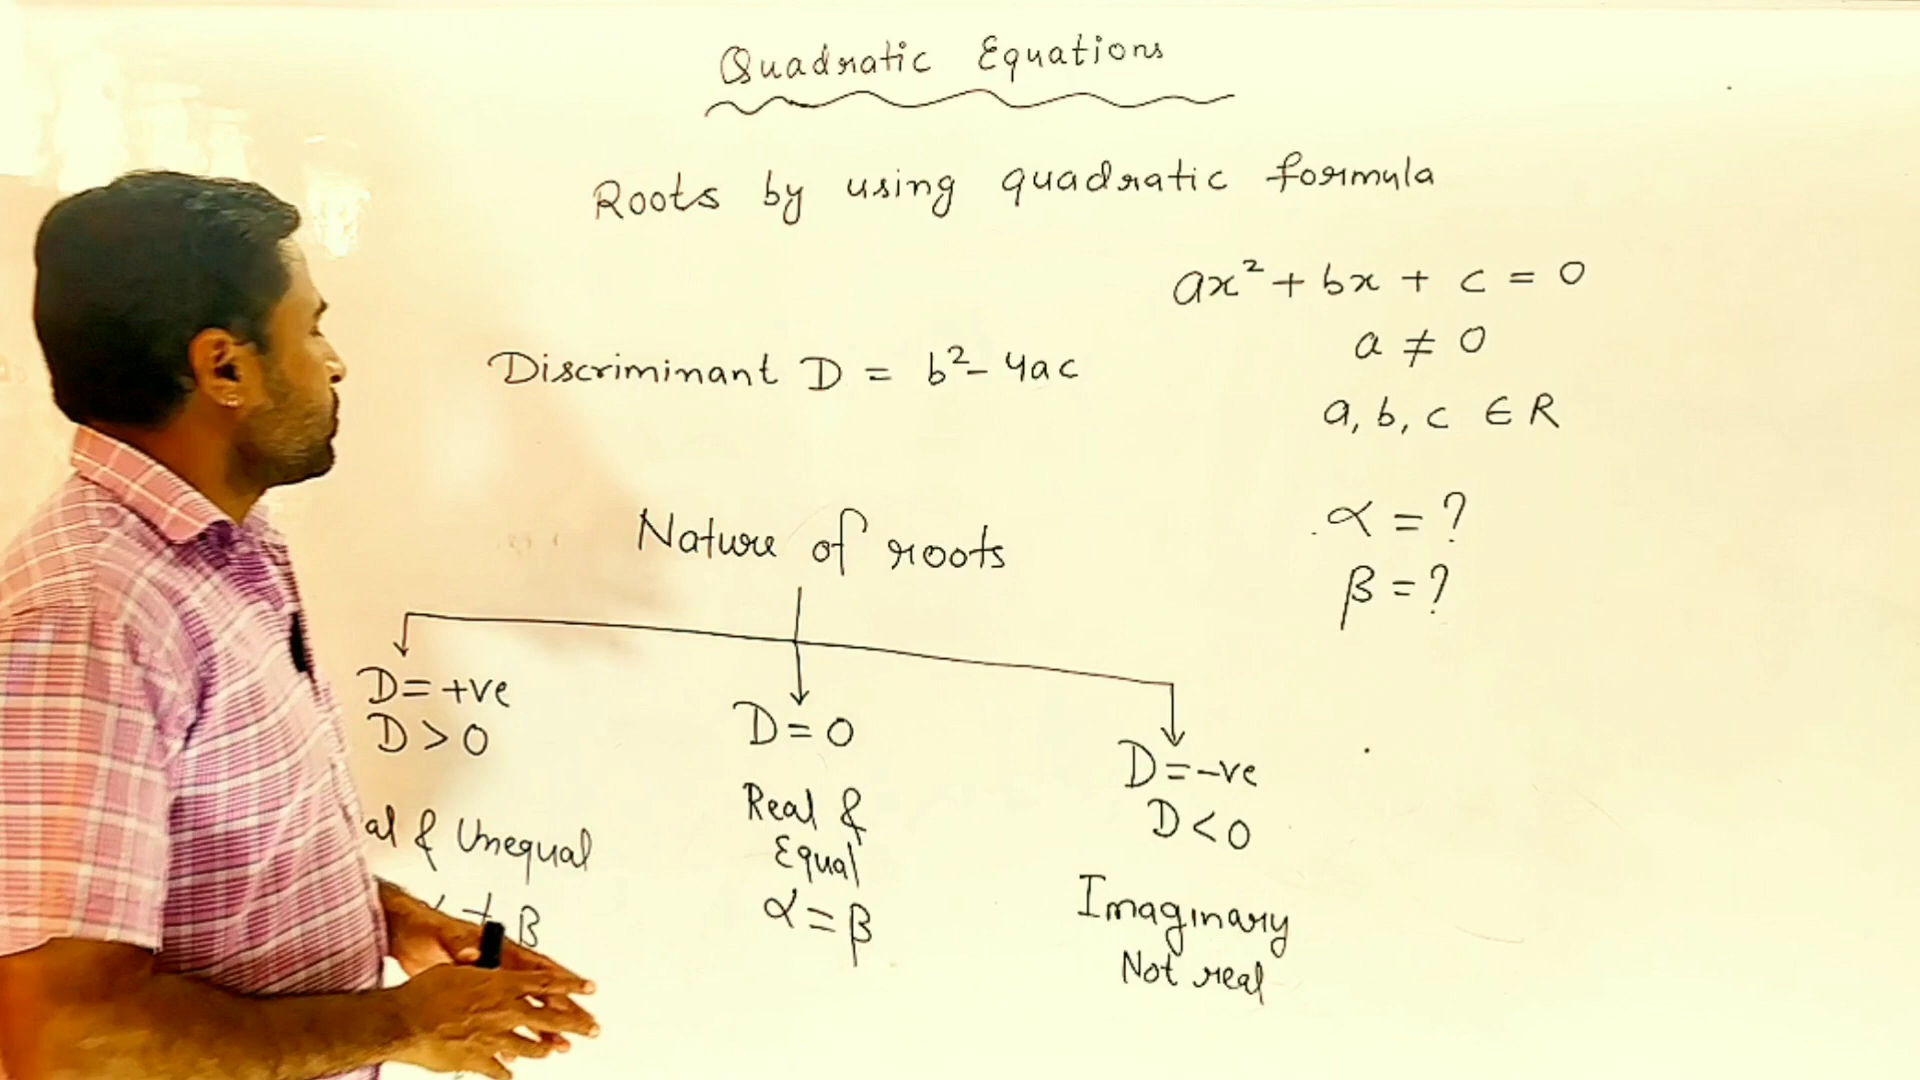 Quadratic Equations
Roots by using quadratic formula
ax² + bx + c = 0
a ≠ 0
a, b, c ∈ R
Discriminant D = b² - 4ac
α = ?
β = ?
Nature of roots
D = +ve
D > 0
al & Unequal
≠ β
D = 0
Real &
Equal
α = β
D = -ve
D < 0
Imaginary
Not real